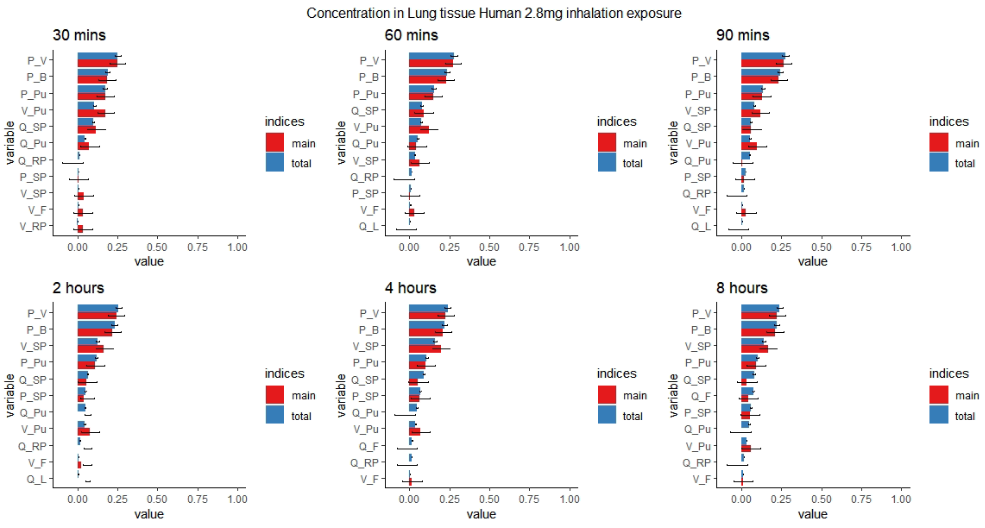 Concentration in Lung tissue Human 2.8mg inhalation exposure
30 mins
variable
P_V
P_B
P_Pu
V_Pu
Q_SP
Q_Pu
Q_RP
P_SP
V_SP
V_F
V_RP
0.00 0.25 0.50 0.75 1.00
value
indices
main
total
60 mins
variable
P_V
P_B
P_Pu
Q_SP
V_Pu
Q_Pu
V_SP
Q_RP
P_SP
V_F
Q_L
0.00 0.25 0.50 0.75 1.00
value
indices
main
total
90 mins
variable
P_V
P_B
P_Pu
V_SP
Q_SP
V_Pu
Q_Pu
P_SP
Q_RP
V_F
Q_L
0.00 0.25 0.50 0.75 1.00
value
indices
main
total
2 hours
variable
P_V
P_B
V_SP
P_Pu
Q_SP
P_SP
Q_Pu
V_Pu
Q_RP
V_F
Q_L
0.00 0.25 0.50 0.75 1.00
value
indices
main
total
4 hours
variable
P_V
P_B
V_SP
P_Pu
Q_SP
P_SP
Q_Pu
V_Pu
Q_F
Q_RP
V_F
0.00 0.25 0.50 0.75 1.00
value
indices
main
total
8 hours
variable
P_V
P_B
V_SP
P_Pu
Q_SP
Q_F
P_SP
Q_Pu
V_Pu
Q_RP
V_F
0.00 0.25 0.50 0.75 1.00
value
indices
main
total